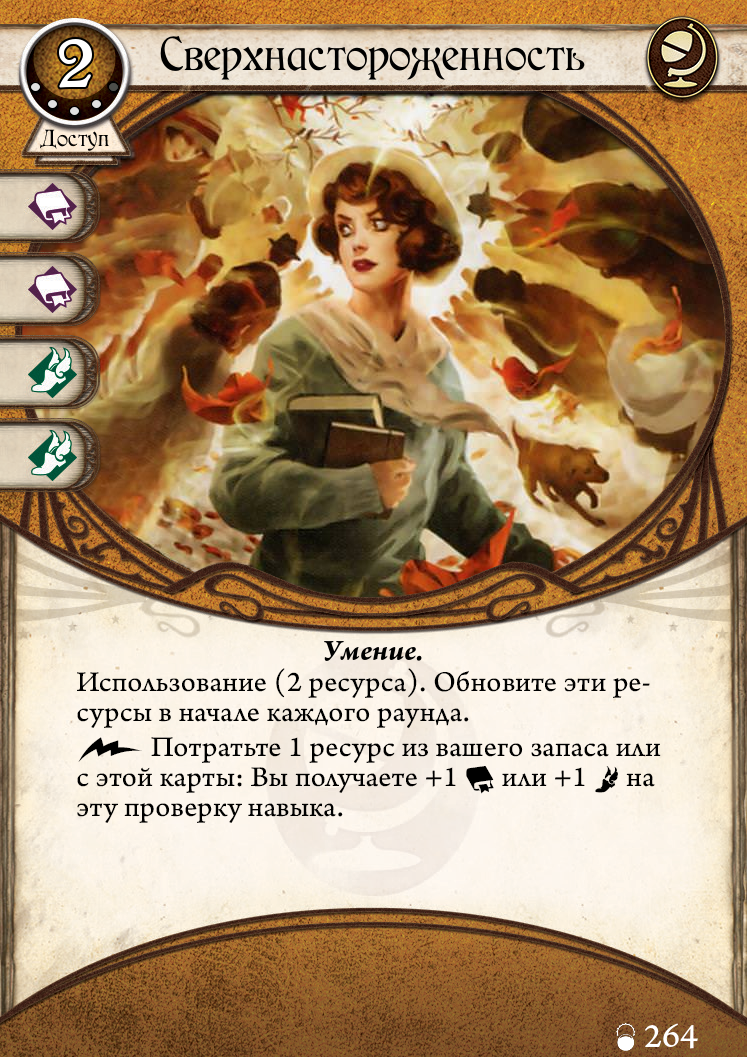 2
Сверхнастороженность
Доступ
Умение.
Использование (2 ресурса). Обновите эти ре-
сурсы в начале каждого раунда.
Потратьте 1 ресурс из вашего запаса или
с этой карты: Вы получаете +1 или +1 на
эту проверку навыка.
264